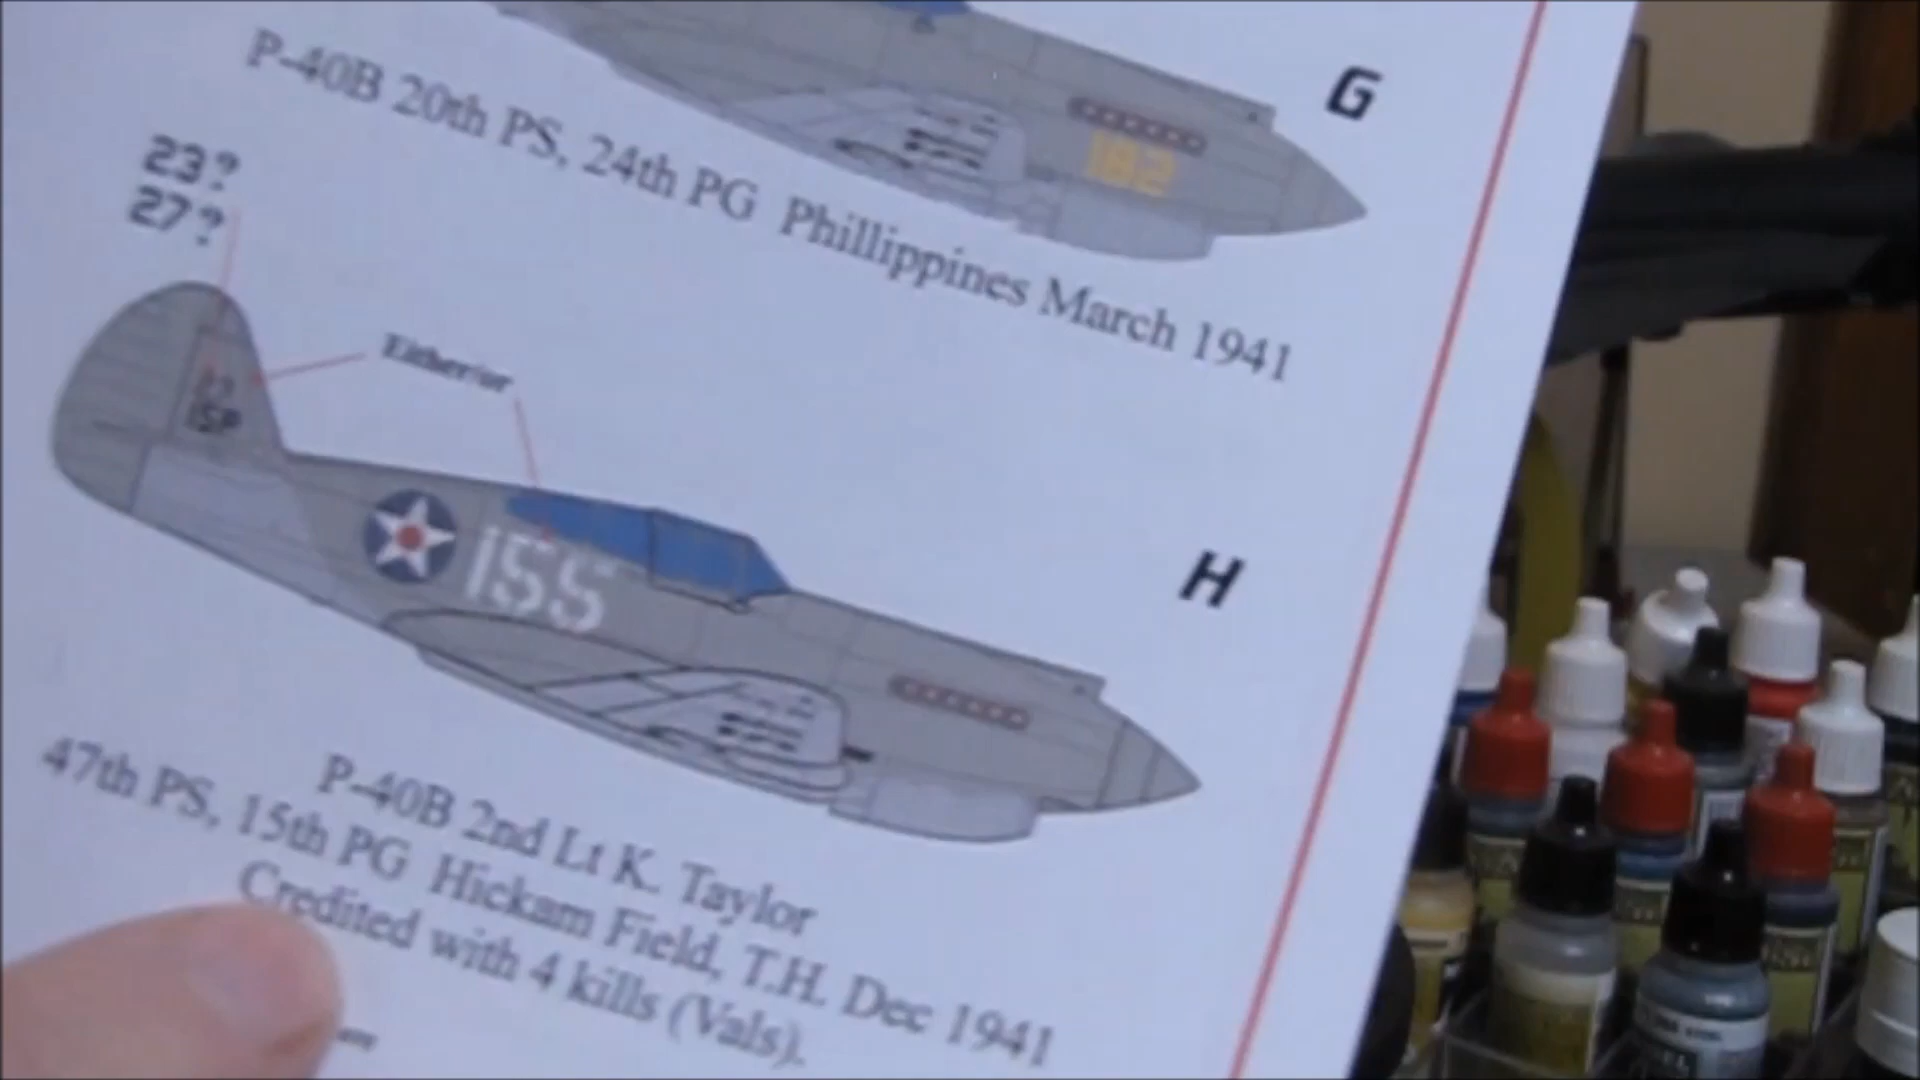 G
182
P-40B 20th PS, 24th PG Phillippines March 1941
23?
27?
Either/or
15P
155
H
P-40B 2nd Lt K. Taylor
47th PS, 15th PG Hickam Field, T.H. Dec 1941
Credited with 4 kills (Vals).